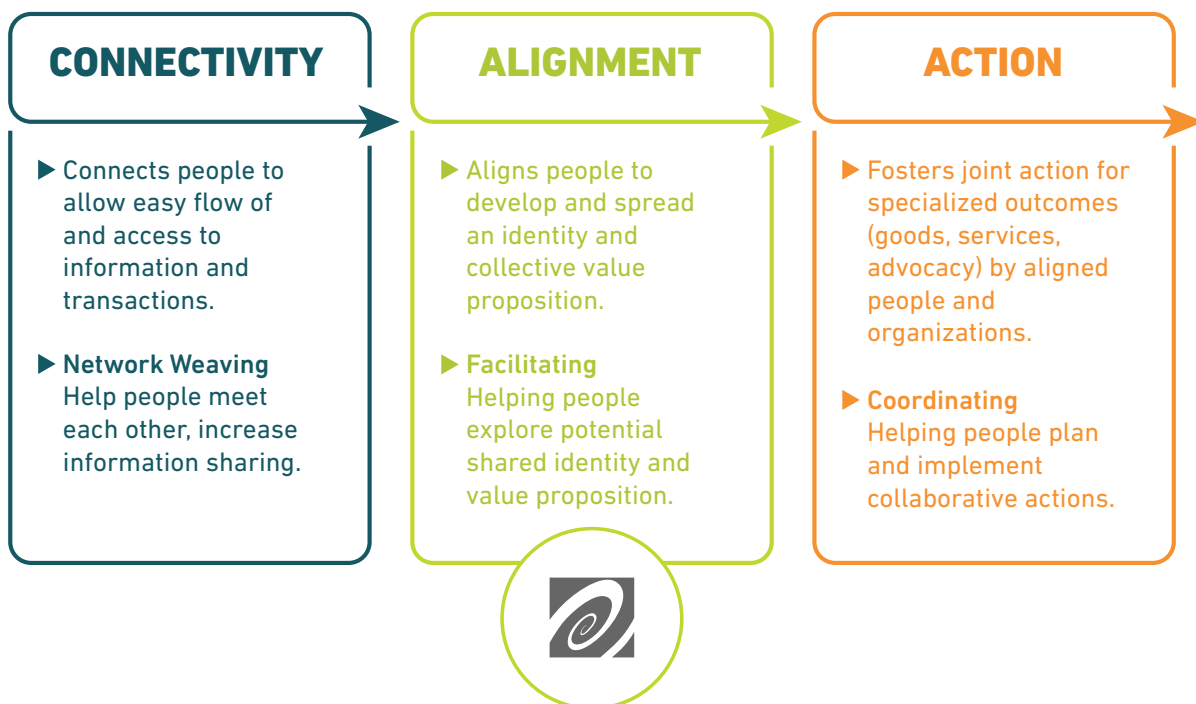 CONNECTIVITY
▶ Connects people to
allow easy flow of
and access to
information and
transactions.
▶ Network Weaving
Help people meet
each other, increase
information sharing.
ALIGNMENT
▶ Aligns people to
develop and spread
an identity and
collective value
proposition.
▶ Facilitating
Helping people
explore potential
shared identity and
value proposition.
ACTION
▶ Fosters joint action for
specialized outcomes
(goods, services,
advocacy) by aligned
people and
organizations.
▶ Coordinating
Helping people plan
and implement
collaborative actions.